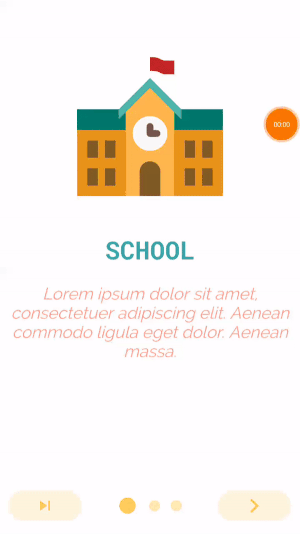 00:00
SCHOOL
Lorem ipsum dolor sit amet,
consectetuer adipiscing elit. Aenean
commodo ligula eget dolor. Aenean
massa.